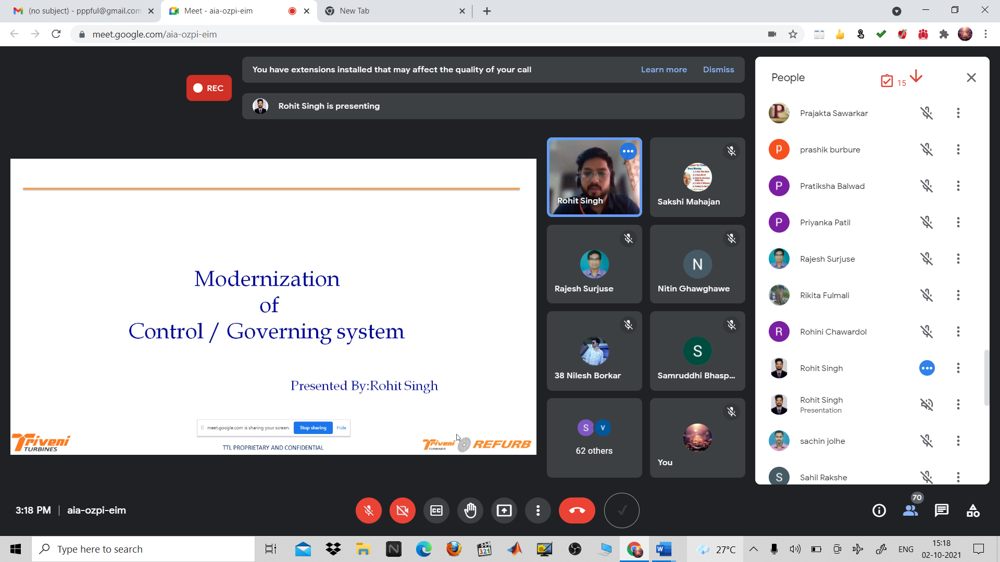 (no subject) - pppful@gmail.com
Meet - aia-ozpi-eim
New Tab
meet.google.com/aia-ozpi-eim
You have extensions installed that may affect the quality of your call
Learn more
Dismiss
REC
Rohit Singh is presenting
Modernization
of
Control / Governing system
Presented By:Rohit Singh
meet.google.com is sharing your screen.
Stop sharing
Hide
Triveni
TURBINES
TTL PROPRIETARY AND CONFIDENTIAL
Triveni
TURBINES
REFURB
Rohit Singh
Sakshi Mahajan
Rajesh Surjuse
N
Nitin Ghawghawe
38 Nilesh Borkar
S
Samruddhi Bhasp...
S
V
62 others
You
People
15
P
Prajakta Sawarkar
p
prashik burbure
P
Pratiksha Balwad
P
Priyanka Patil
Rajesh Surjuse
Rikita Fulmali
R
Rohini Chawardol
Rohit Singh
Rohit Singh
Presentation
sachin jolhe
S
Sahil Rakshe
3:18 PM
aia-ozpi-eim
CC
70
Type here to search
N
321
W
27°C
ENG
15:18
02-10-2021